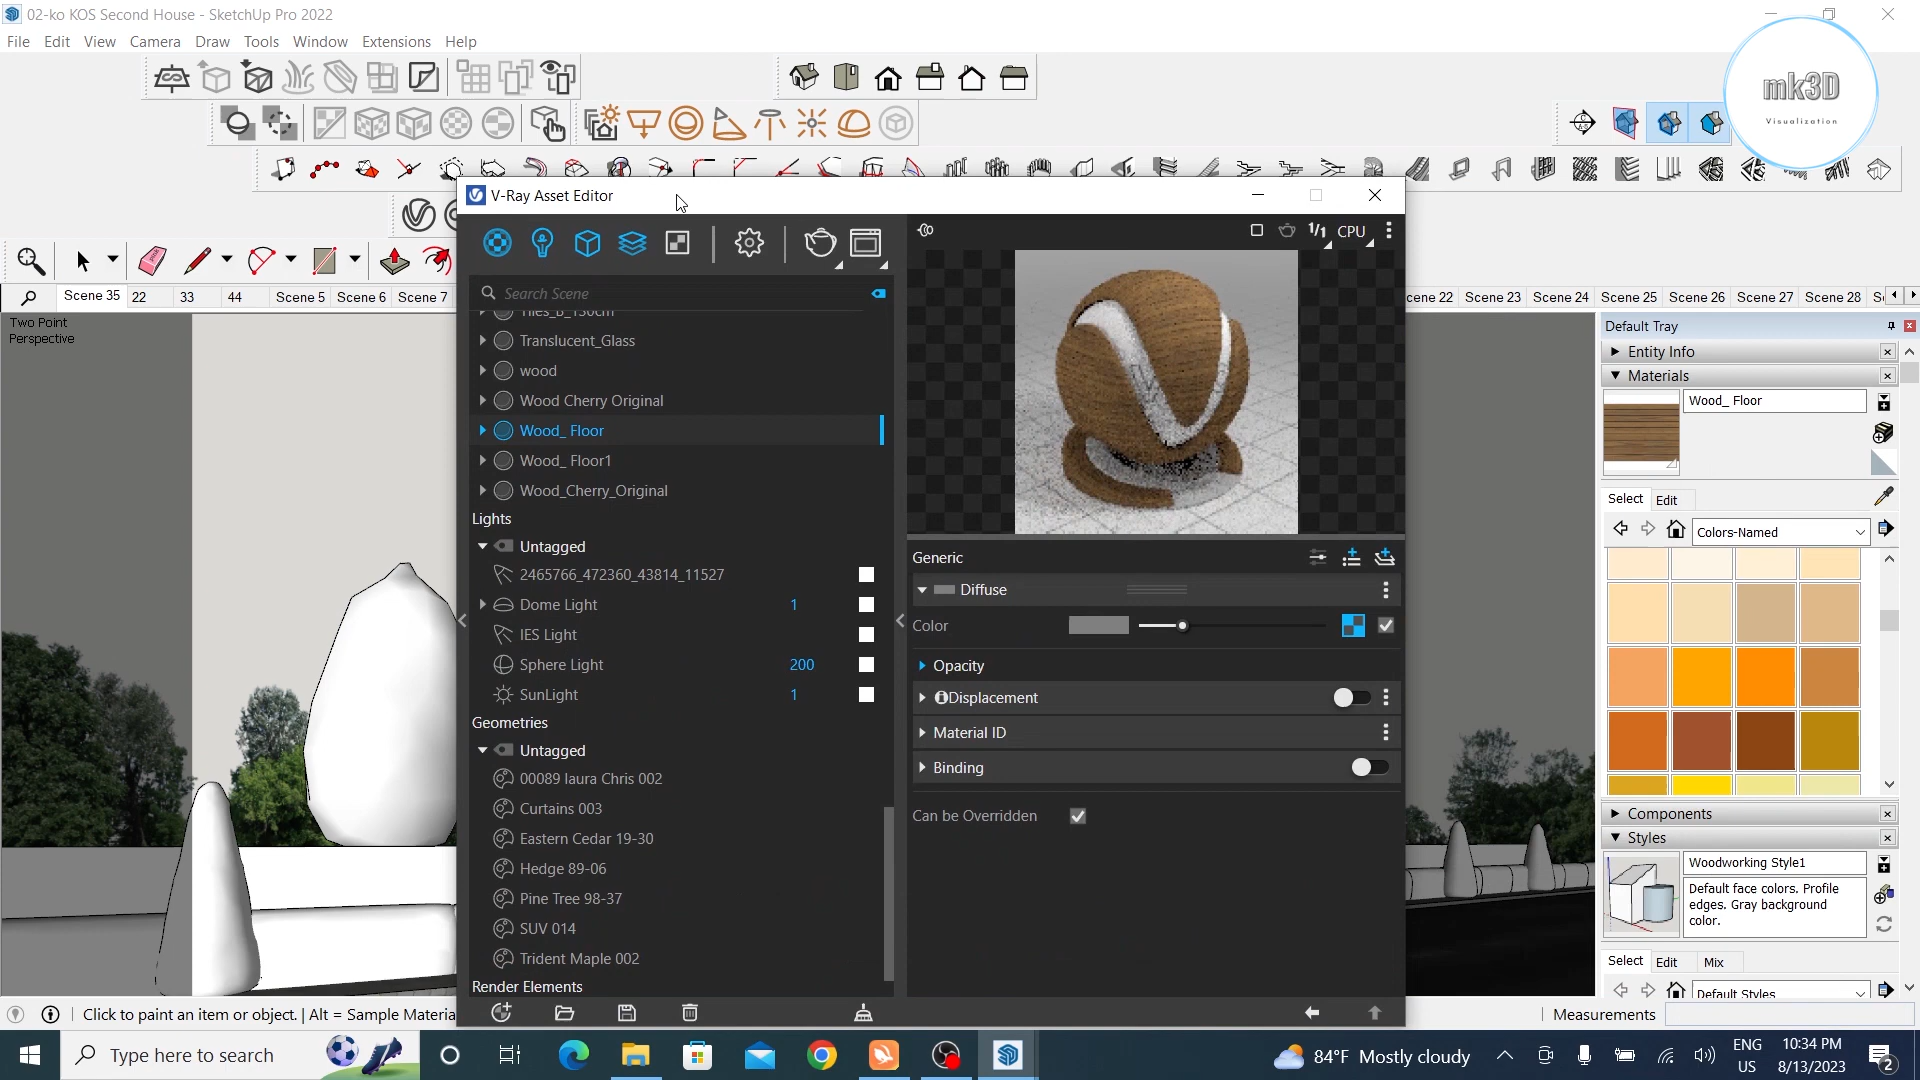 02-ko KOS Second House - SketchUp Pro 2022
File Edit View Camera Draw Tools Window Extensions Help
mk3D
Visualization
V-Ray Asset Editor
1/1 CPU
Scene 35 22 33 44 Scene 5 Scene 6 Scene 7
cene 22 Scene 23 Scene 24 Scene 25 Scene 26 Scene 27 Scene 28
Two Point
Perspective
Search Scene
Tiles_B_130cm
Translucent_Glass
wood
Wood Cherry Original
Wood_ Floor
Wood_ Floor1
Wood_Cherry_Original
Lights
Untagged
2465766_472360_43814_11527
Dome Light 1
IES Light
Sphere Light 200
SunLight 1
Geometries
Untagged
00089 laura Chris 002
Curtains 003
Eastern Cedar 19-30
Hedge 89-06
Pine Tree 98-37
SUV 014
Trident Maple 002
Render Elements
Generic
Diffuse
Color
Opacity
Displacement
Material ID
Binding
Can be Overridden
Default Tray
Entity Info
Materials
Wood_ Floor
Select Edit
Colors-Named
Components
Styles
Woodworking Style1
Default face colors. Profile
edges. Gray background
color.
Select Edit Mix
Default Styles
Click to paint an item or object. | Alt = Sample Materia
Measurements
Type here to search
84°F Mostly cloudy
ENG
US
10:34 PM
8/13/2023
2